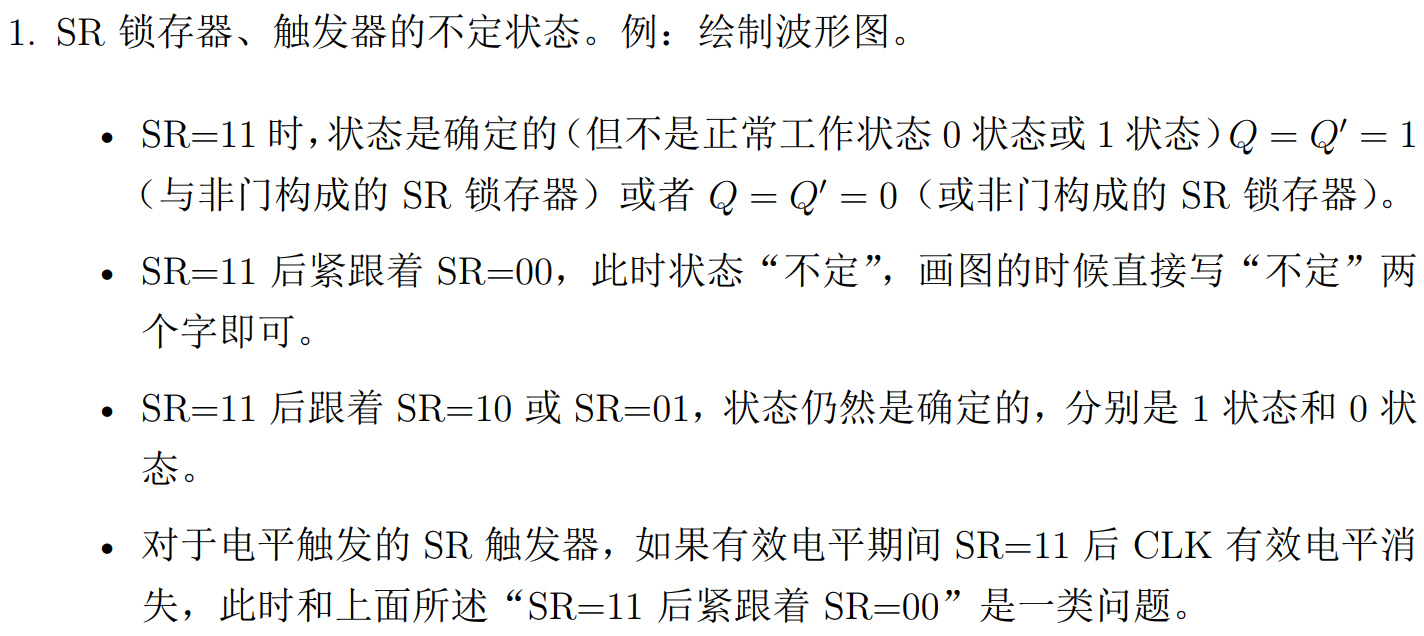 1. SR 锁存器、触发器的不定状态。例：绘制波形图。
• SR=11 时，状态是确定的（但不是正常工作状态 0 状态或 1 状态）Q = Q′ = 1
（与非门构成的 SR 锁存器）或者 Q = Q′ = 0（或非门构成的 SR 锁存器）。
• SR=11 后紧跟着 SR=00，此时状态“不定”，画图的时候直接写“不定”两
个字即可。
• SR=11 后跟着 SR=10 或 SR=01，状态仍然是确定的，分别是 1 状态和 0 状
态。
• 对于电平触发的 SR 触发器，如果有效电平期间 SR=11 后 CLK 有效电平消
失，此时和上面所述“SR=11 后紧跟着 SR=00”是一类问题。